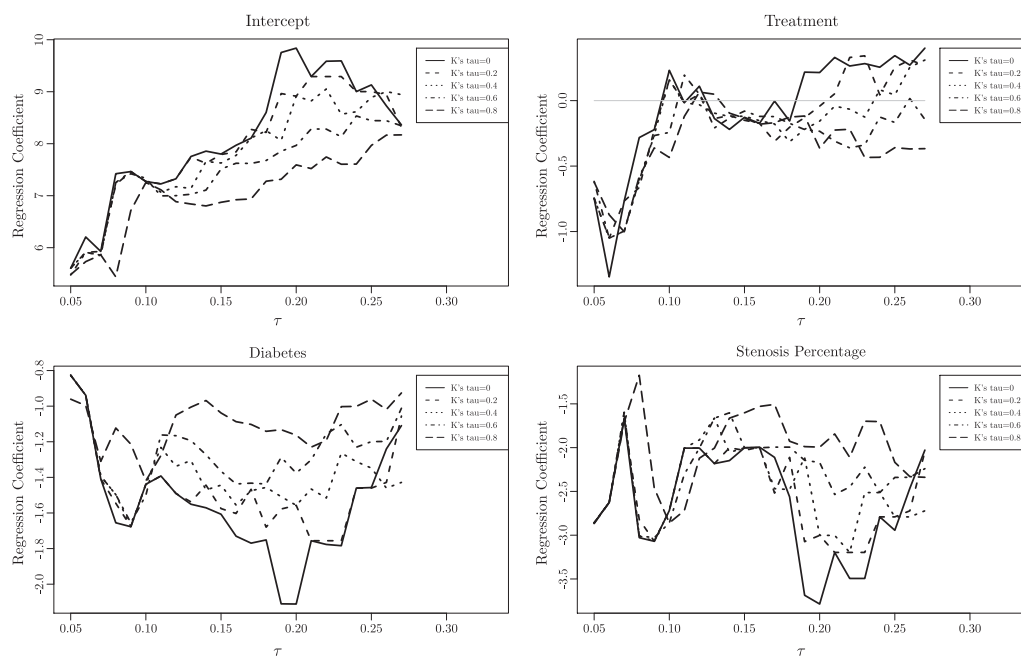 Intercept
Regression Coefficient
10
9
8
7
6
K's tau=0
K's tau=0.2
K's tau=0.4
K's tau=0.6
K's tau=0.8
0.05 0.10 0.15 0.20 0.25 0.30
τ
Treatment
Regression Coefficient
0.0
-0.5
-1.0
K's tau=0
K's tau=0.2
K's tau=0.4
K's tau=0.6
K's tau=0.8
0.05 0.10 0.15 0.20 0.25 0.30
τ
Diabetes
Regression Coefficient
-0.8
-1.0
-1.2
-1.4
-1.6
-1.8
-2.0
K's tau=0
K's tau=0.2
K's tau=0.4
K's tau=0.6
K's tau=0.8
0.05 0.10 0.15 0.20 0.25 0.30
τ
Stenosis Percentage
Regression Coefficient
-1.5
-2.0
-2.5
-3.0
-3.5
K's tau=0
K's tau=0.2
K's tau=0.4
K's tau=0.6
K's tau=0.8
0.05 0.10 0.15 0.20 0.25 0.30
τ